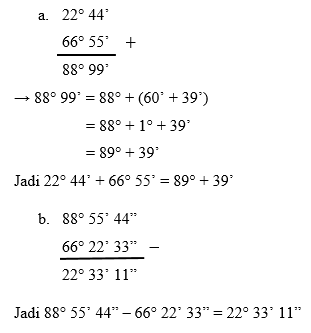 a. 22° 44’
66° 55’ +
88° 99’
→ 88° 99’ = 88° + (60’ + 39’)
= 88° + 1° + 39’
= 89° + 39’
Jadi 22° 44’ + 66° 55’ = 89° + 39’
b. 88° 55’ 44”
66° 22’ 33” −
22° 33’ 11”
Jadi 88° 55’ 44” – 66° 22’ 33” = 22° 33’ 11”